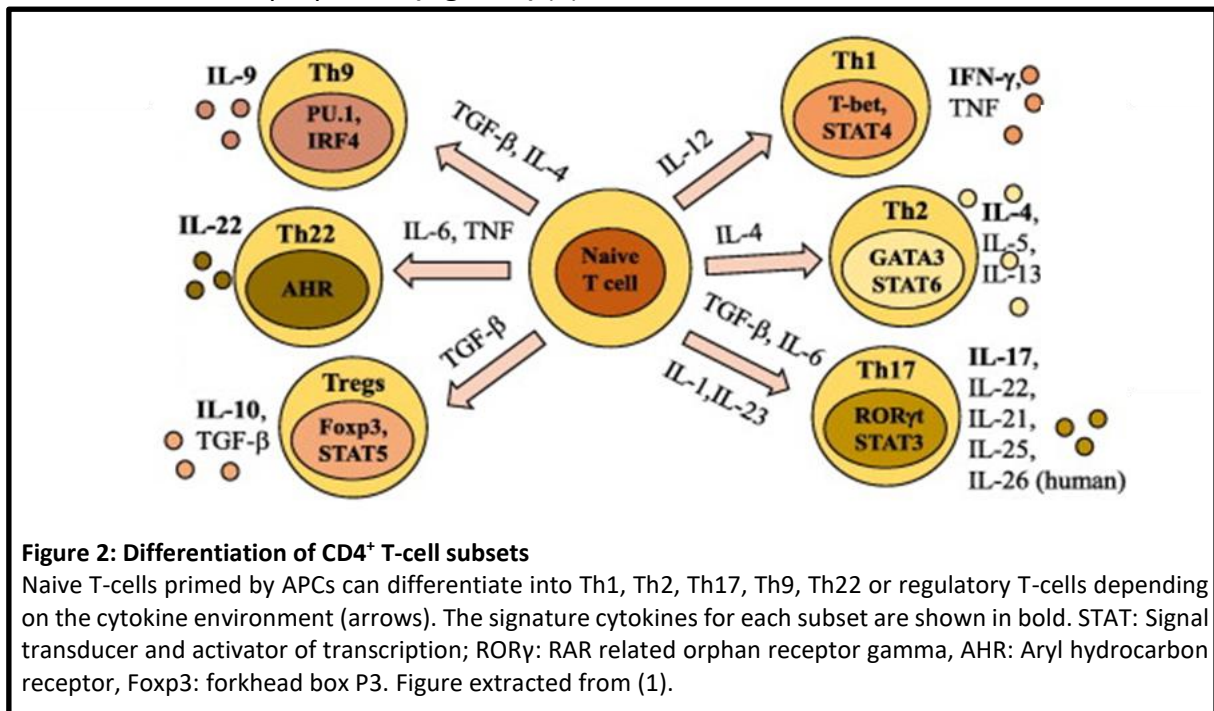 IL-9
Th9
PU.1,
IRF4
TGF-β, IL-4
IL-12
Th1
T-bet,
STAT4
IFN-γ,
TNF
IL-22
Th22
AHR
IL-6, TNF
Naive
T cell
IL-4
Th2
GATA3
STAT6
IL-4,
IL-5,
IL-13
IL-10,
TGF-β
Tregs
Foxp3,
STAT5
TGF-β
TGF-β, IL-6
IL-1,IL-23
Th17
RORγt
STAT3
IL-17,
IL-22,
IL-21,
IL-25,
IL-26 (human)
Figure 2: Differentiation of CD4⁺ T-cell subsets
Naive T-cells primed by APCs can differentiate into Th1, Th2, Th17, Th9, Th22 or regulatory T-cells depending
on the cytokine environment (arrows). The signature cytokines for each subset are shown in bold. STAT: Signal
transducer and activator of transcription; RORγ: RAR related orphan receptor gamma, AHR: Aryl hydrocarbon
receptor, Foxp3: forkhead box P3. Figure extracted from (1).